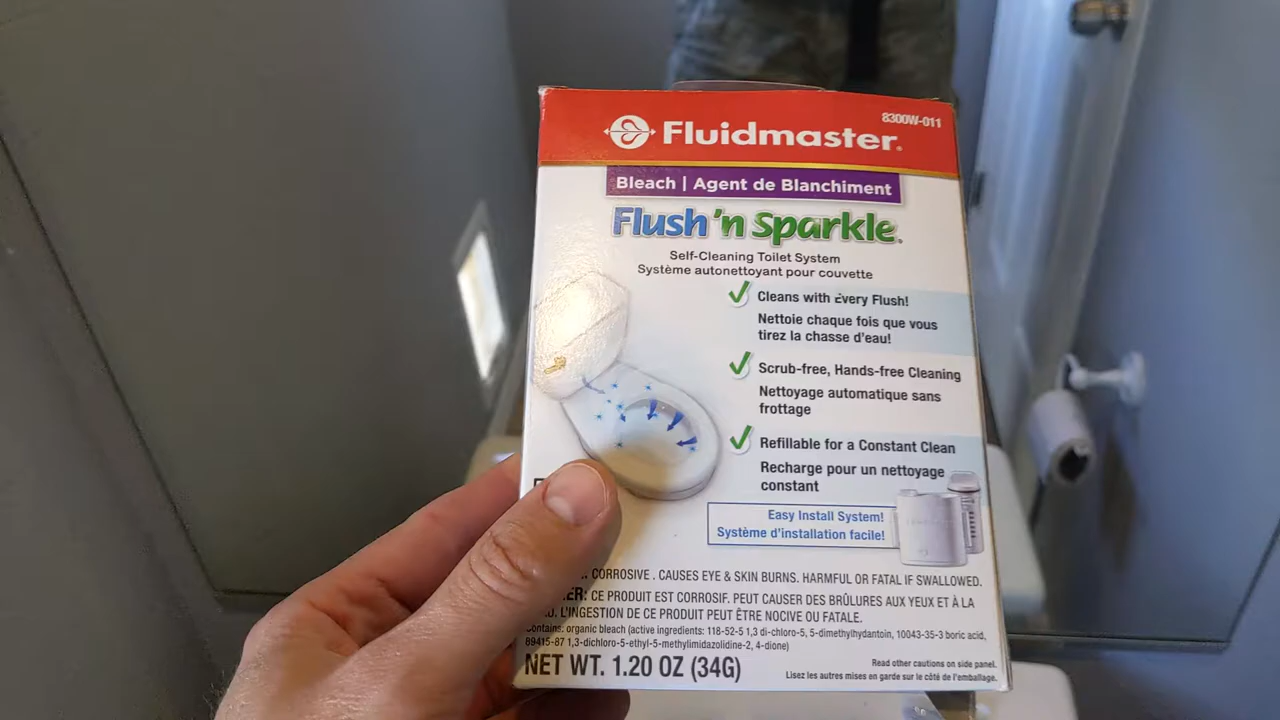 8300W-011
Fluidmaster.
Bleach | Agent de Blanchiment
Flush 'n Sparkle.
Self-Cleaning Toilet System
Système autonettoyant pour couvette
Cleans with Every Flush!
Nettoie chaque fois que vous
tirez la chasse d'eau!
Scrub-free, Hands-free Cleaning
Nettoyage automatique sans
frottage
Refillable for a Constant Clean
Recharge pour un nettoyage
constant
Easy Install System!
Système d'installation facile!
CORROSIVE . CAUSES EYE & SKIN BURNS. HARMFUL OR FATAL IF SWALLOWED.
CE PRODUIT EST CORROSIF. PEUT CAUSER DES BRÛLURES AUX YEUX ET À LA
L'INGESTION DE CE PRODUIT PEUT ÊTRE NOCIVE OU FATALE.
Contains: organic bleach (active ingredients: 118-52-5 1,3 di-chloro-5, 5-dimethylhydantoin, 10043-35-3 boric acid,
89415-87 1,3-dichloro-5-ethyl-5-methylimidazolidine-2, 4-dione)
NET WT. 1.20 OZ (34G)
Read other cautions on side panel.
Lisez les autres mises en garde sur le côté de l'emballage.